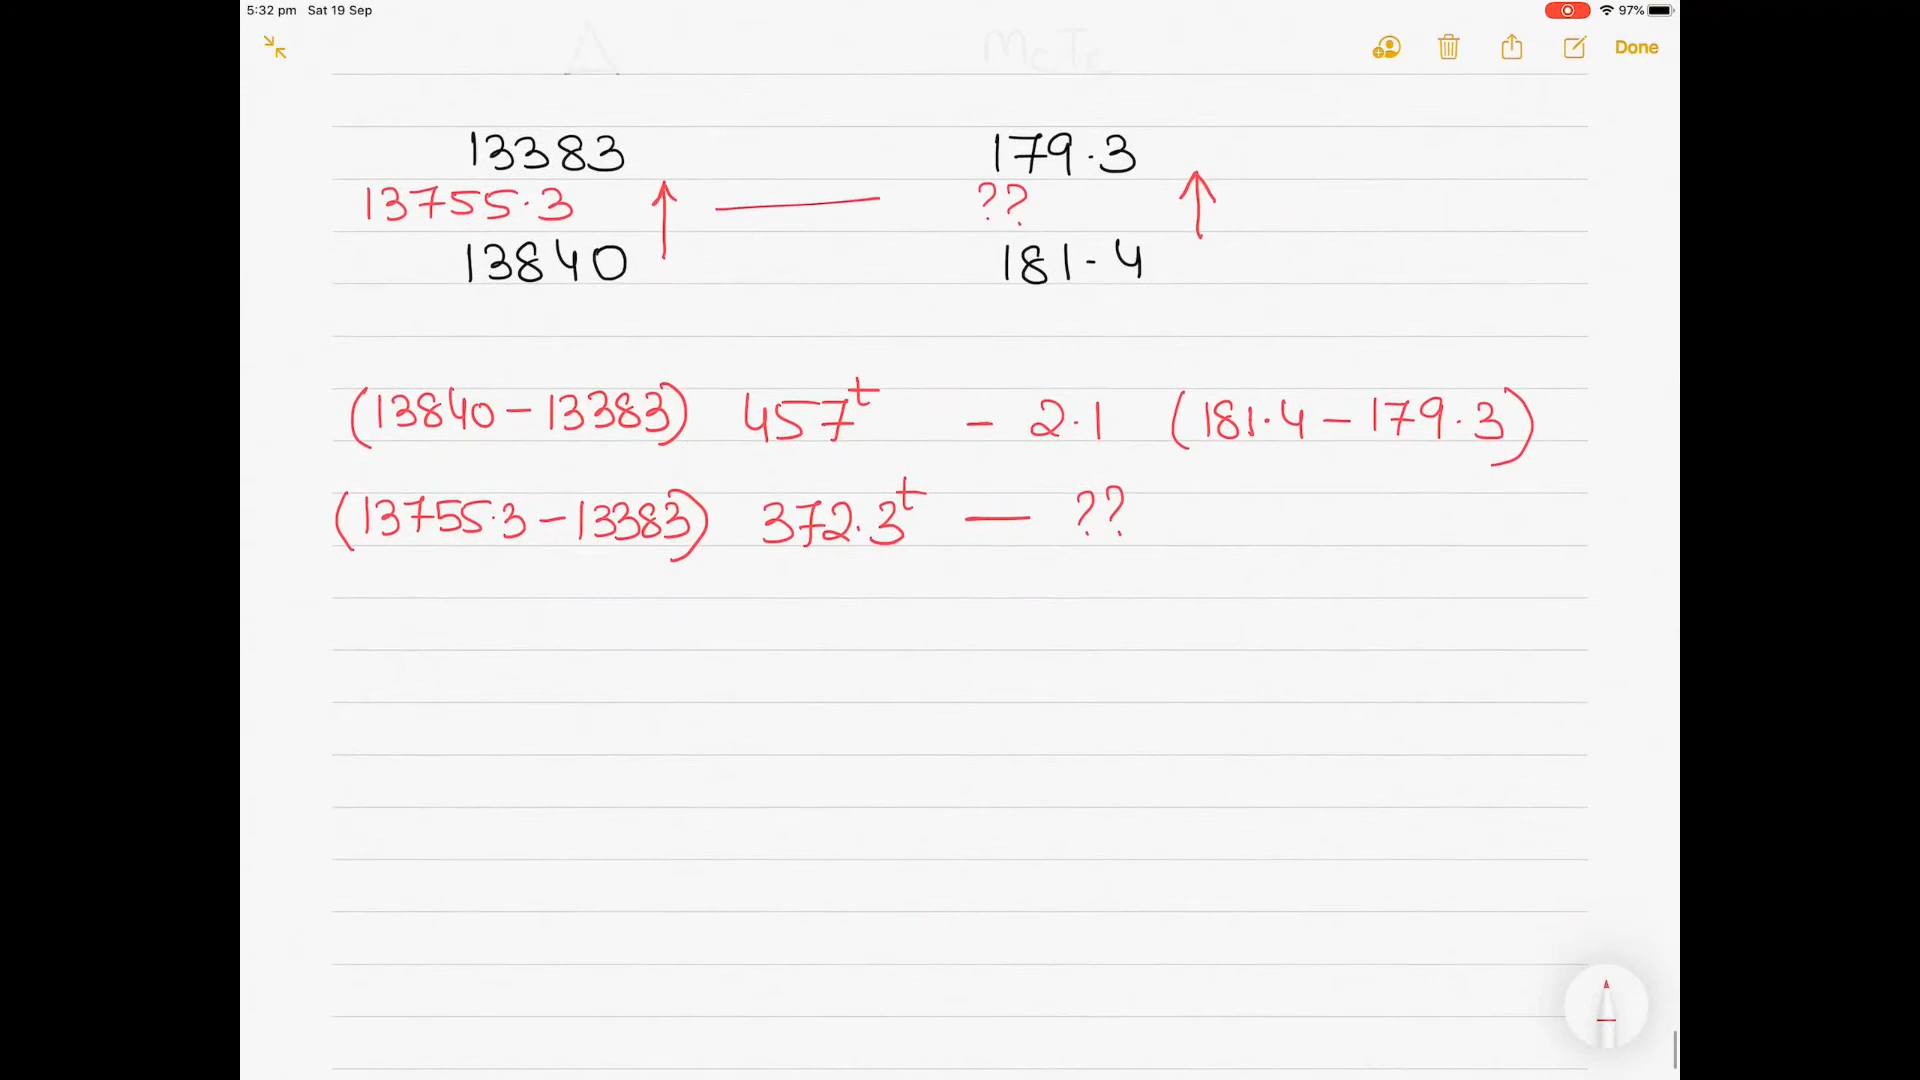 5:32 pm Sat 19 Sep 97%
Δ MCTC
Done
13383 179.3
13755.3 — ??
13840 181.4
(13840 - 13383) 457t - 2.1 (181.4 - 179.3)
(13755.3 - 13383) 372.3t — ??